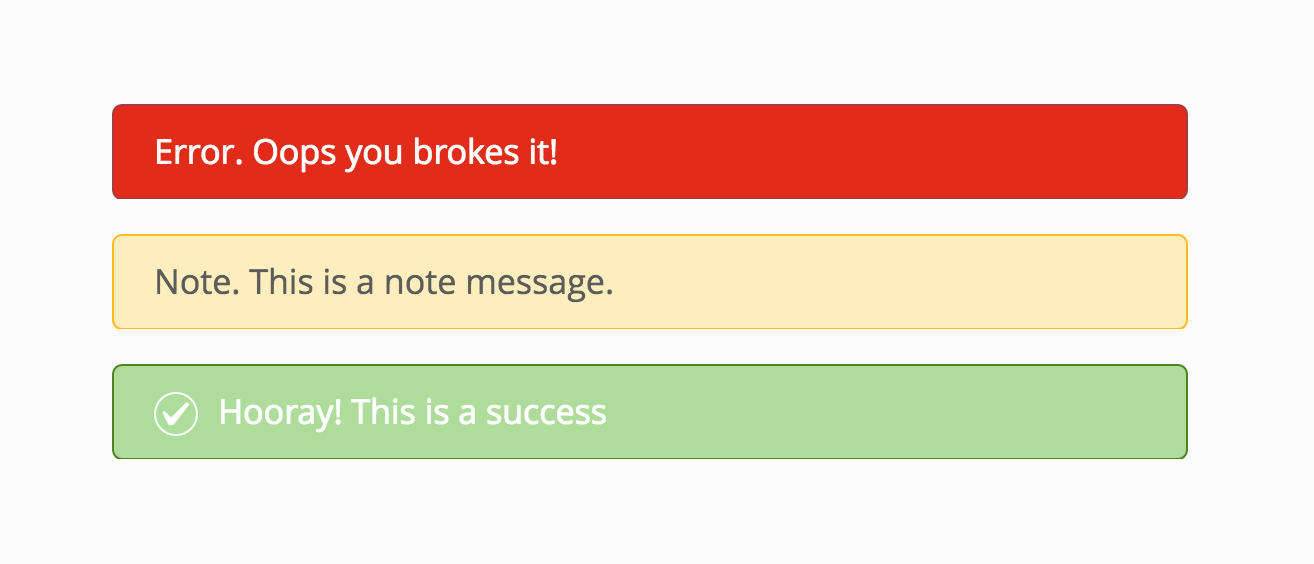 Error. Oops you brokes it!
Note. This is a note message.
Hooray! This is a success